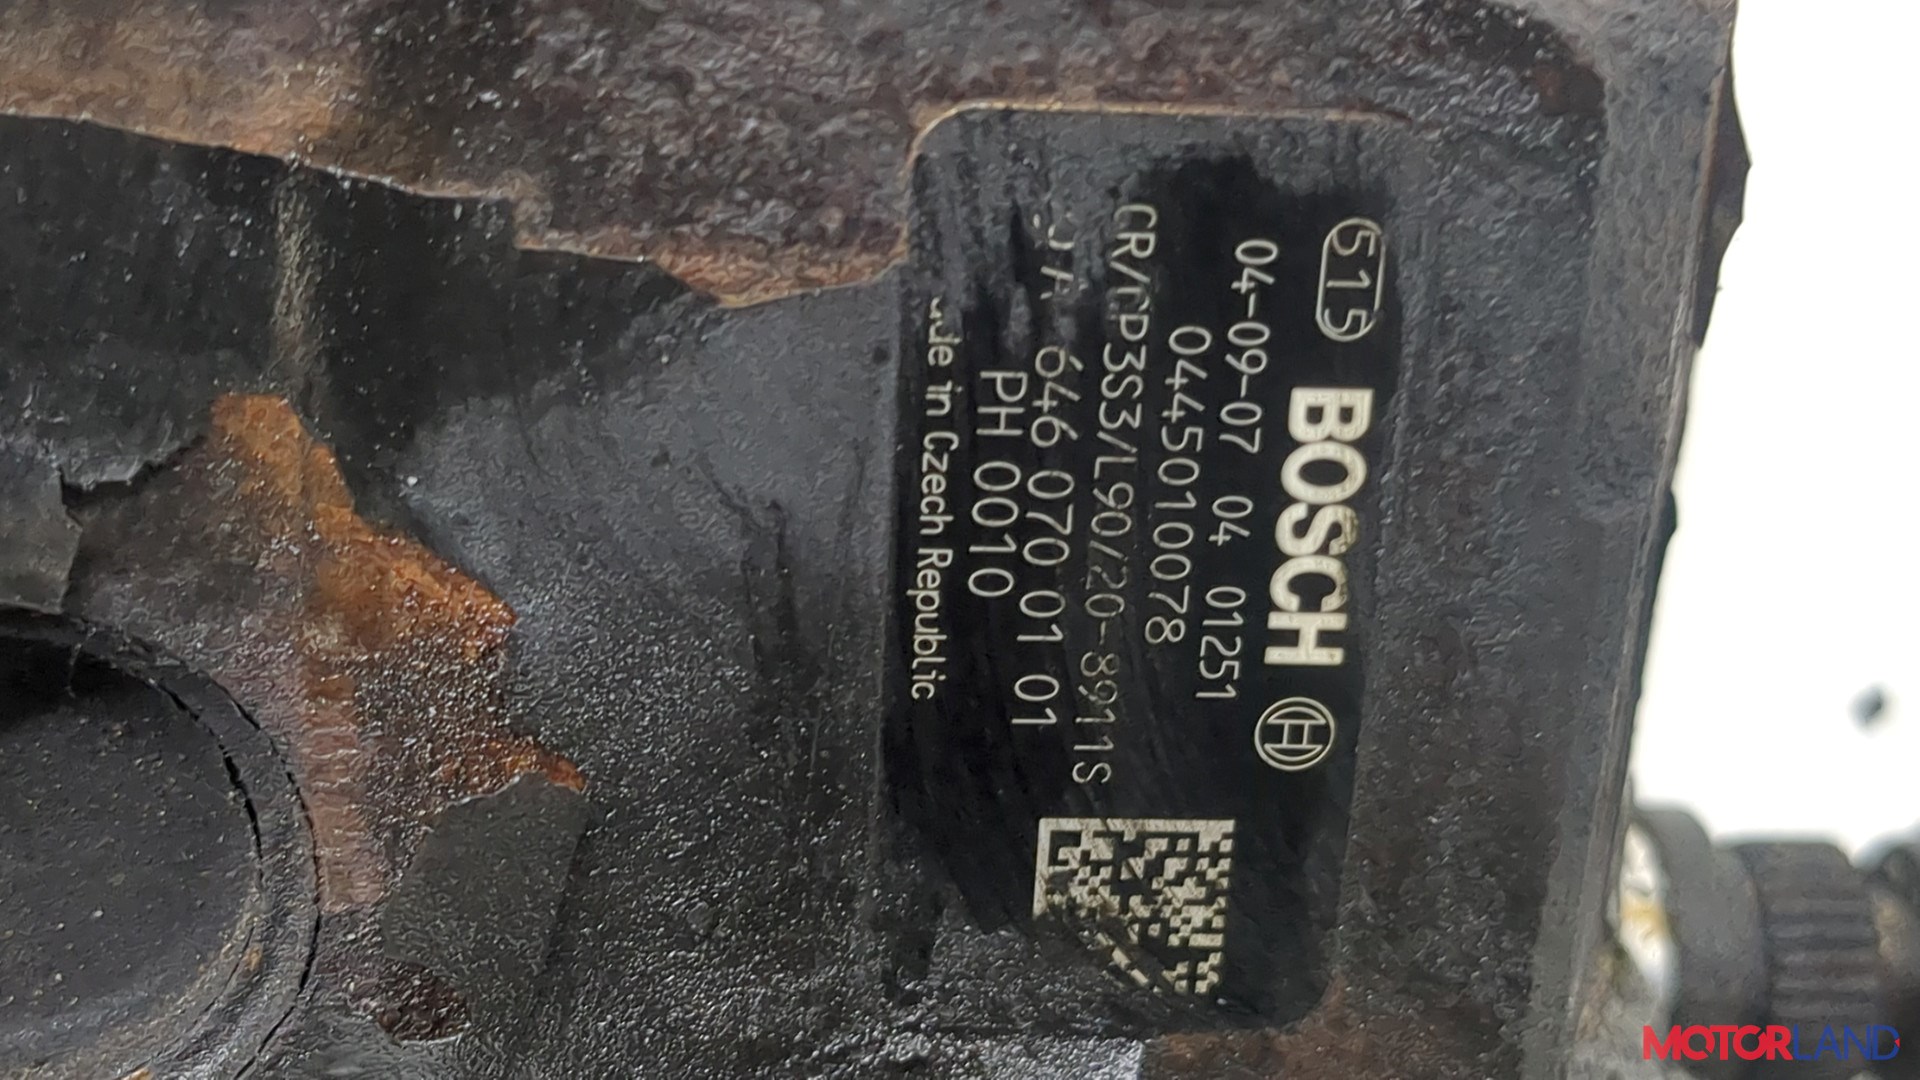 515 BOSCH
04-09-07 04 01251
0445010078
CR/CP3S3/L90/20-8911S
A 646 070 01 01
PH 0010
in Czech Republic
MOTORLAND